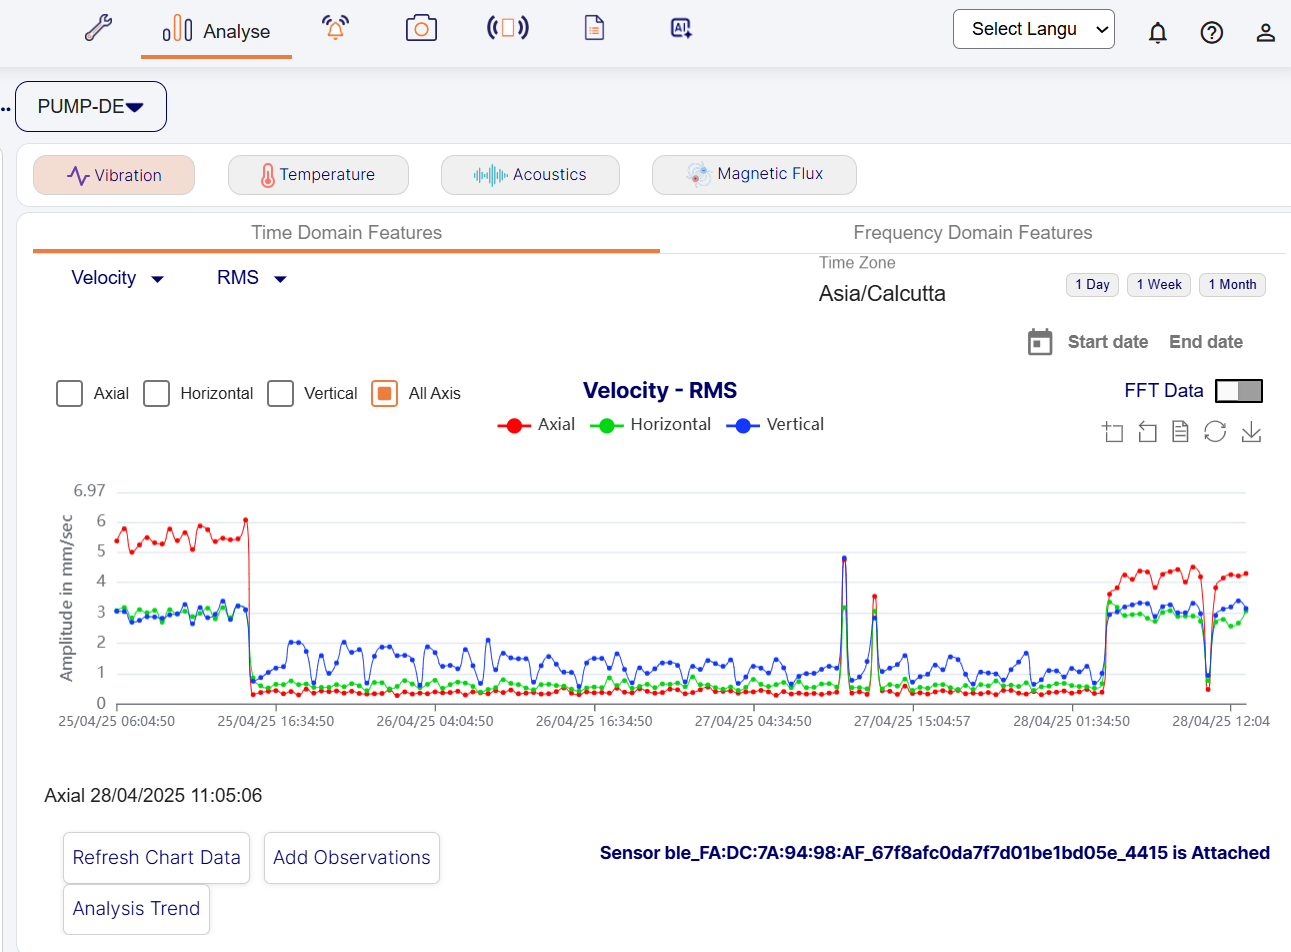 Analyse
AI
Select Langu
..
PUMP-DE
Vibration
Temperature
Acoustics
Magnetic Flux
Time Domain Features
Frequency Domain Features
Velocity
RMS
Time Zone
Asia/Calcutta
1 Day
1 Week
1 Month
Start date
End date
Axial
Horizontal
Vertical
All Axis
Velocity - RMS
FFT Data
Axial
Horizontal
Vertical
Amplitude in mm/sec
6.97
6
5
4
3
2
1
0
25/04/25 06:04:50
25/04/25 16:34:50
26/04/25 04:04:50
26/04/25 16:34:50
27/04/25 04:34:50
27/04/25 15:04:57
28/04/25 01:34:50
28/04/25 12:04
Axial 28/04/2025 11:05:06
Refresh Chart Data
Add Observations
Sensor ble_FA:DC:7A:94:98:AF_67f8afc0da7f7d01be1bd05e_4415 is Attached
Analysis Trend